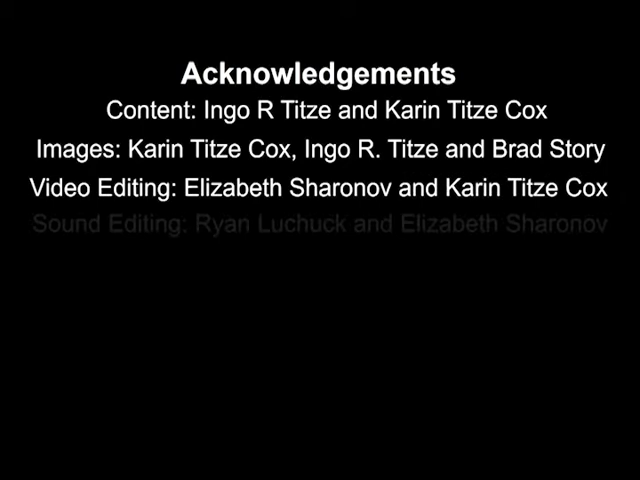 Acknowledgements
Content: Ingo R Titze and Karin Titze Cox
Images: Karin Titze Cox, Ingo R. Titze and Brad Story
Video Editing: Elizabeth Sharonov and Karin Titze Cox
Sound Editing: Ryan Luchuck and Elizabeth Sharonov